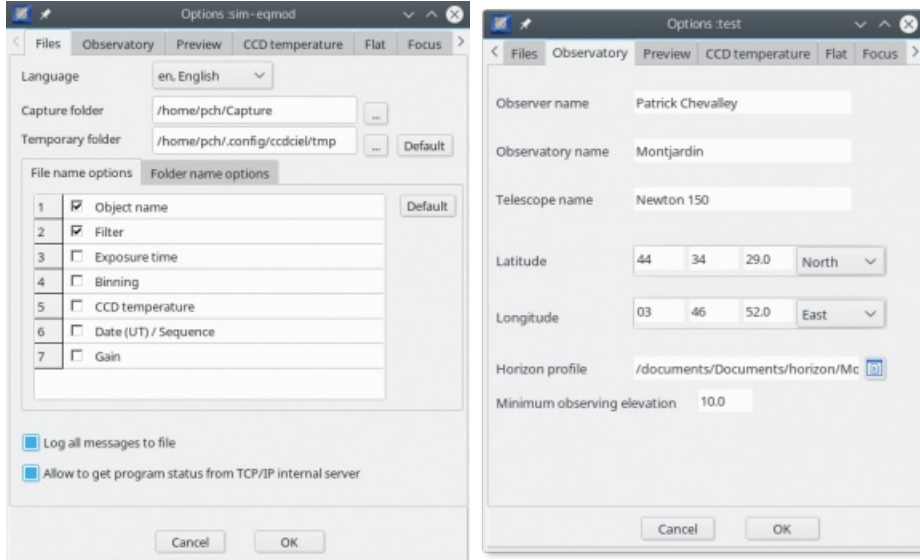 Options :sim-eqmod
Files Observatory Preview CCD temperature Flat Focus
Language en, English
Capture folder /home/pch/Capture ...
Temporary folder /home/pch/.config/ccdciel/tmp ... Default
File name options Folder name options
1 Object name Default
2 Filter
3 Exposure time
4 Binning
5 CCD temperature
6 Date (UT) / Sequence
7 Gain
Log all messages to file
Allow to get program status from TCP/IP internal server
Cancel OK
Options :test
Files Observatory Preview CCD temperature Flat Focus
Observer name Patrick Chevalley
Observatory name Montjardin
Telescope name Newton 150
Latitude 44 34 29.0 North
Longitude 03 46 52.0 East
Horizon profile /documents/Documents/horizon/Mc
Minimum observing elevation 10.0
Cancel OK